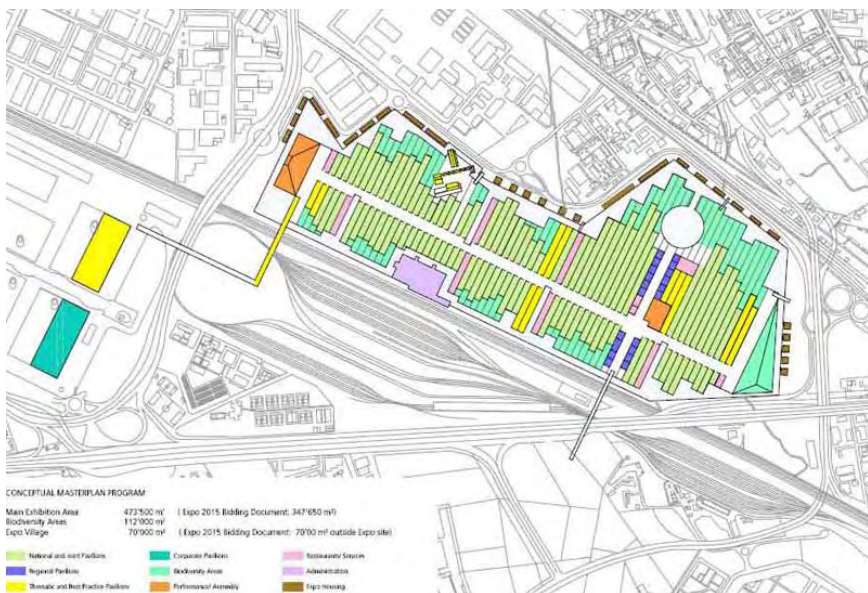 CONCEPTUAL MASTERPLAN PROGRAM
Main Exhibition Area 473'500 m² ( Expo 2015 Bidding Document: 347'650 m²)
Biodiversity Areas 112'000 m²
Expo Village 70'900 m² ( Expo 2015 Bidding Document: 70'00 m² outside Expo site)
National and Joint Pavilions Corporate Pavilions Restaurants/ Services
Regional Pavilions Biodiversity Areas Administration
Thematic and Best Practice Pavilions Performance/ Assembly Expo Housing